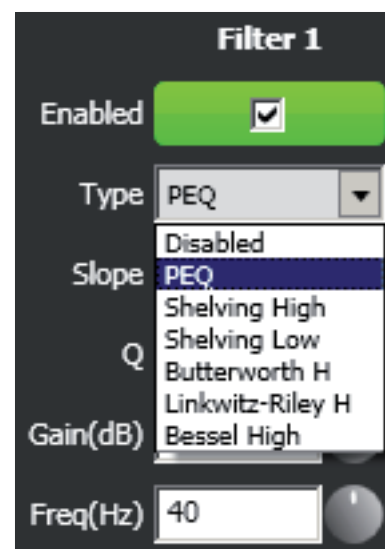 Filter 1
Enabled
Type PEQ
Disabled
Slope PEQ
Shelving High
Shelving Low
Q Butterworth H
Linkwitz-Riley H
Gain(dB) Bessel High
Freq(Hz) 40